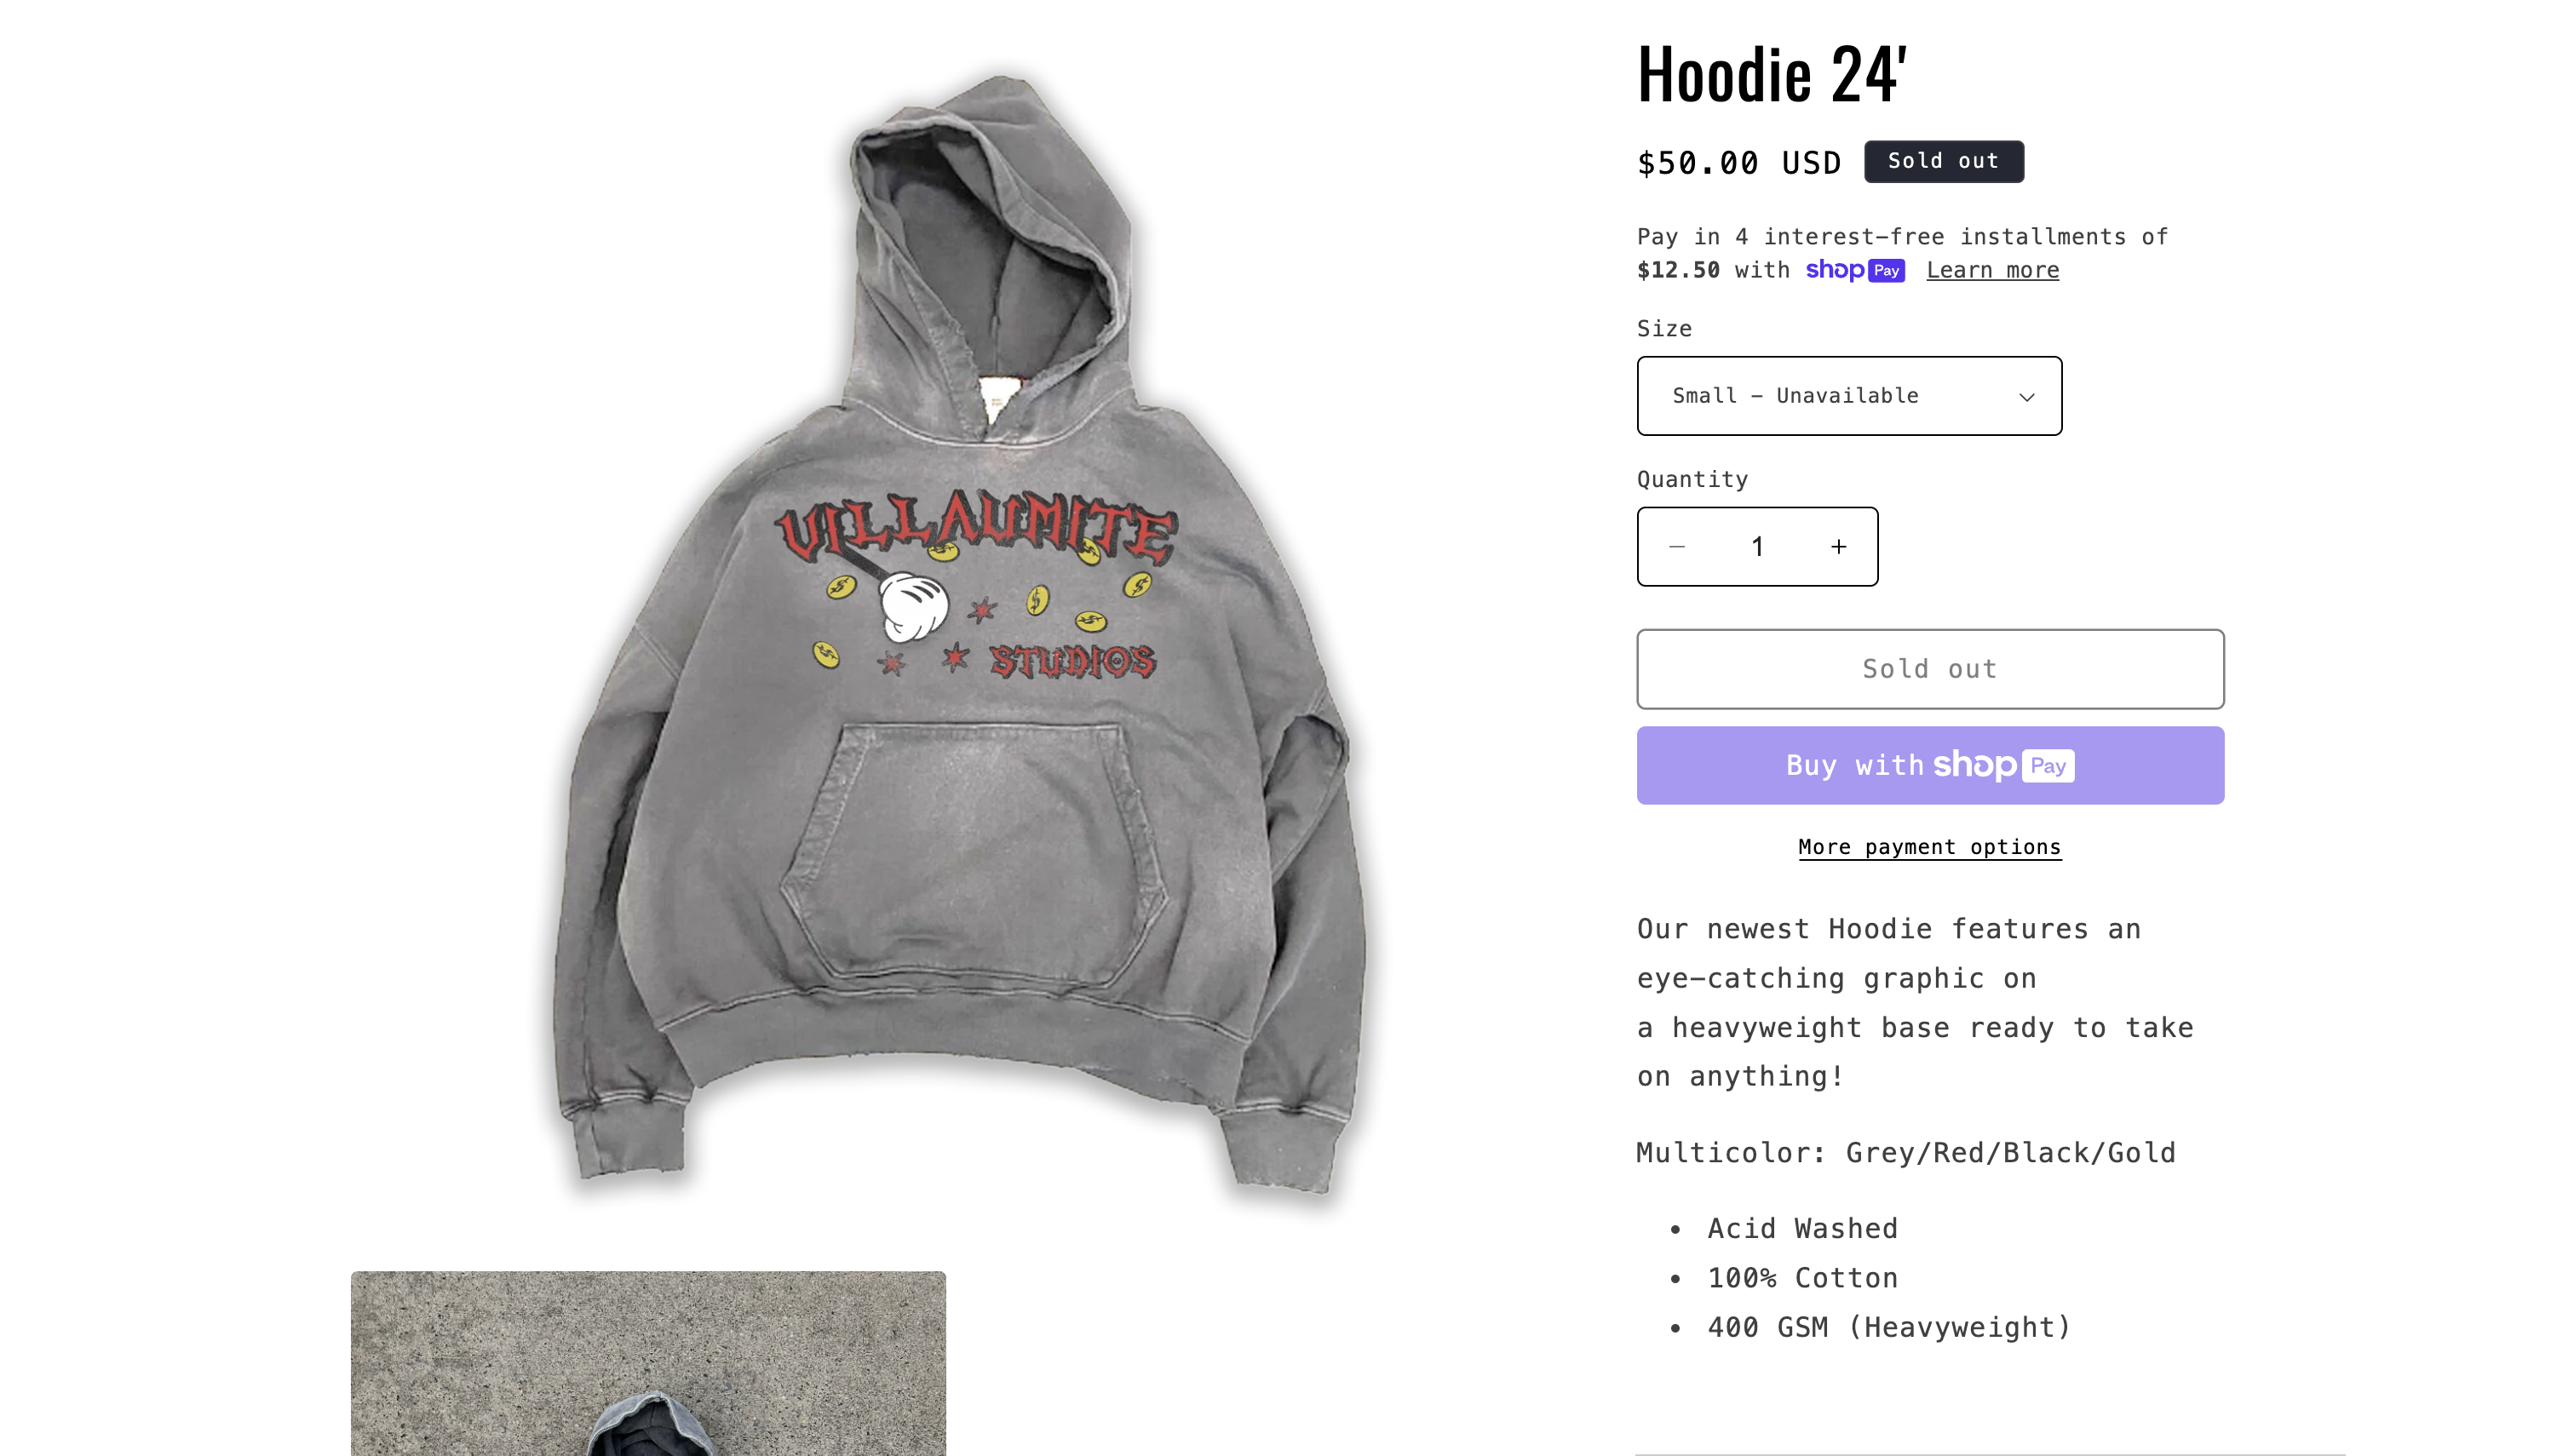 Hoodie 24'
$50.00 USD Sold out
Pay in 4 interest-free installments of
$12.50 with shop Pay Learn more
Size
Small - Unavailable
Quantity
− 1 +
Sold out
Buy with shop Pay
More payment options
Our newest Hoodie features an
eye-catching graphic on
a heavyweight base ready to take
on anything!
Multicolor: Grey/Red/Black/Gold
• Acid Washed
• 100% Cotton
• 400 GSM (Heavyweight)
VILLAUMITE
$ $ $ $ $ $ $
STUDIOS